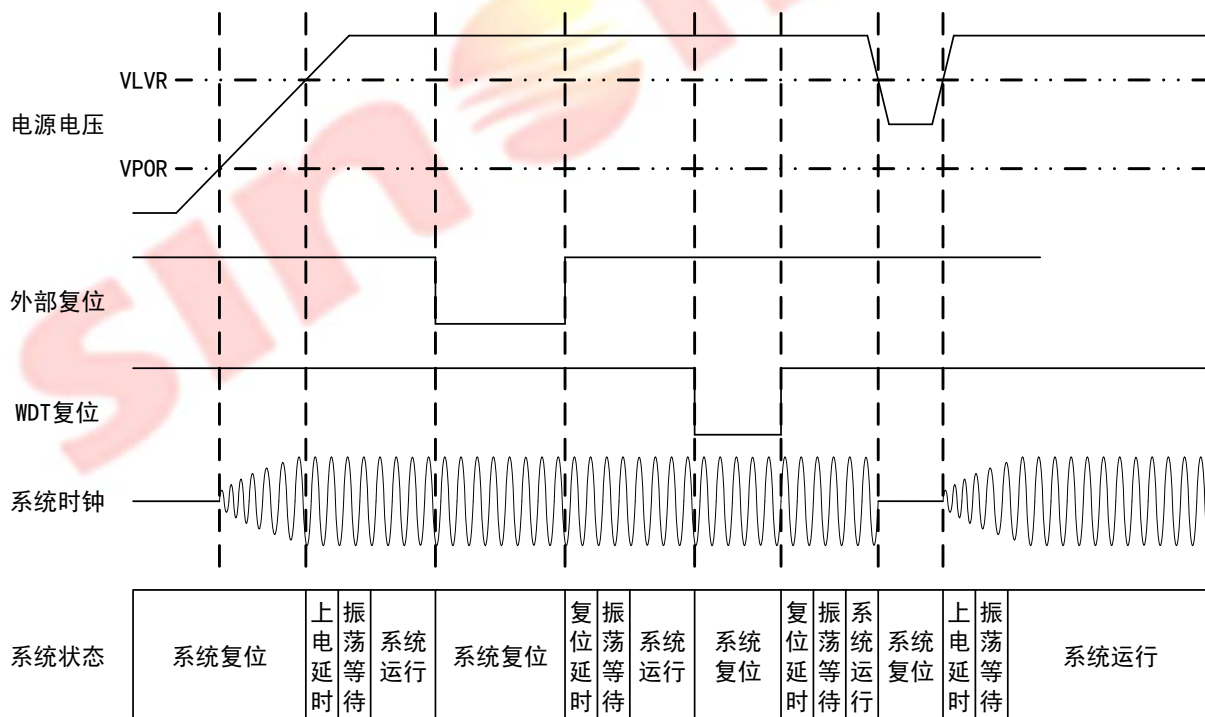 VLVR
电源电压
VPOR
外部复位
WDT复位
系统时钟
系统状态
系统复位
上电延时
振荡等待
系统运行
系统复位
复位延时
振荡等待
系统运行
系统复位
复位延时
振荡等待
系统运行
系统复位
上电延时
振荡等待
系统运行